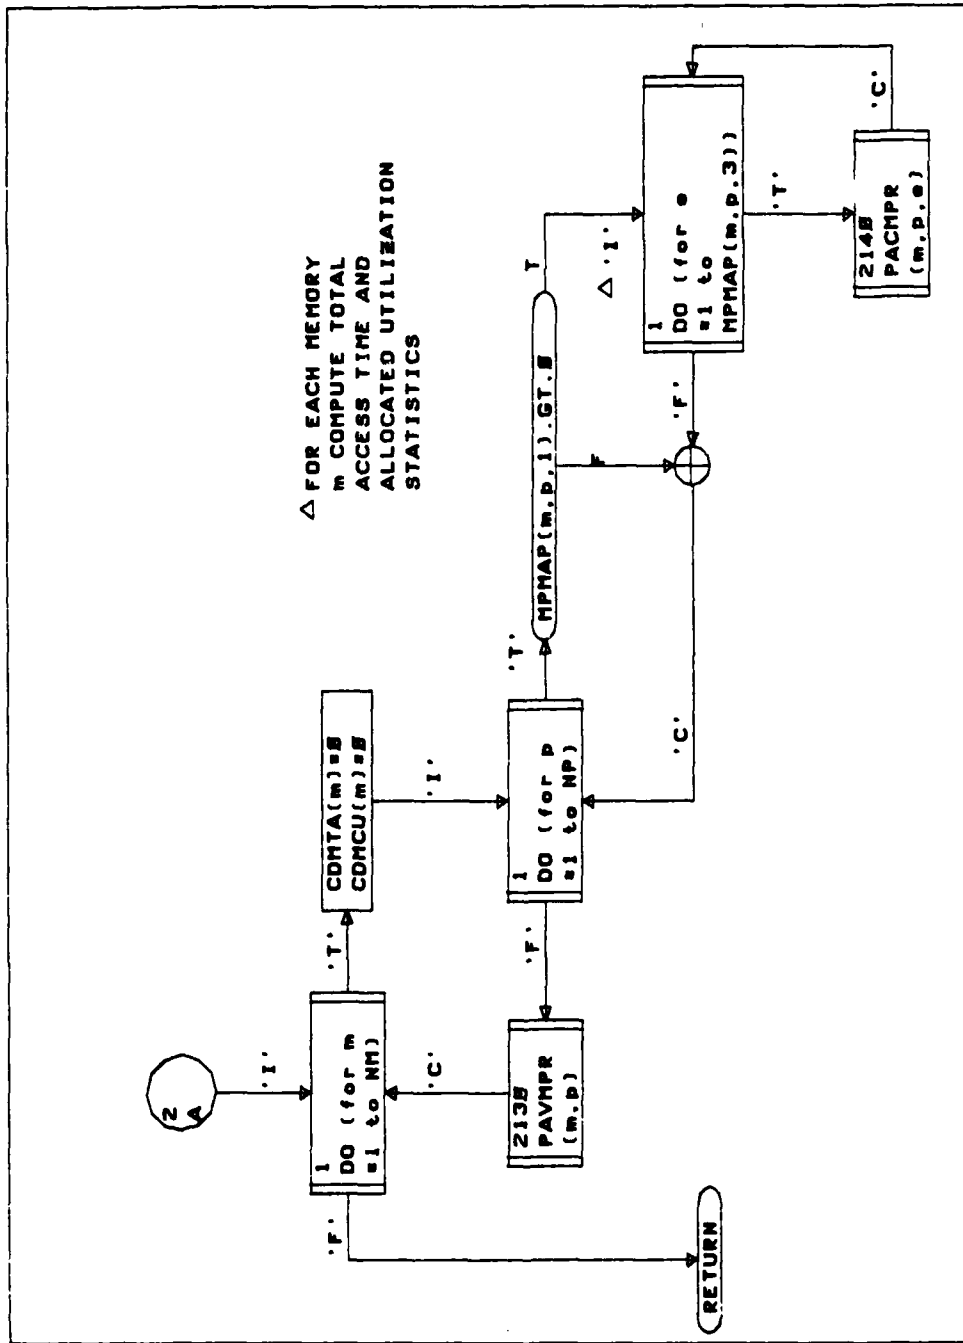 2
A
'I'
1
DO (for m
=1 to NM)
'T'
'F'
CDMTA(m)=0
CDMCU(m)=0
'I'
'C'
2130
PAVMPR
(m,p)
'F'
1
DO (for p
=1 to NP)
'T'
MPMAP(m,p,1).GT.0
T
F
△ 'I'
1
DO (for e
=1 to
MPMAP(m,p,3))
'F'
'T'
'C'
'C'
2140
PACMPR
(m,p,e)
RETURN
△ FOR EACH MEMORY
m COMPUTE TOTAL
ACCESS TIME AND
ALLOCATED UTILIZATION
STATISTICS